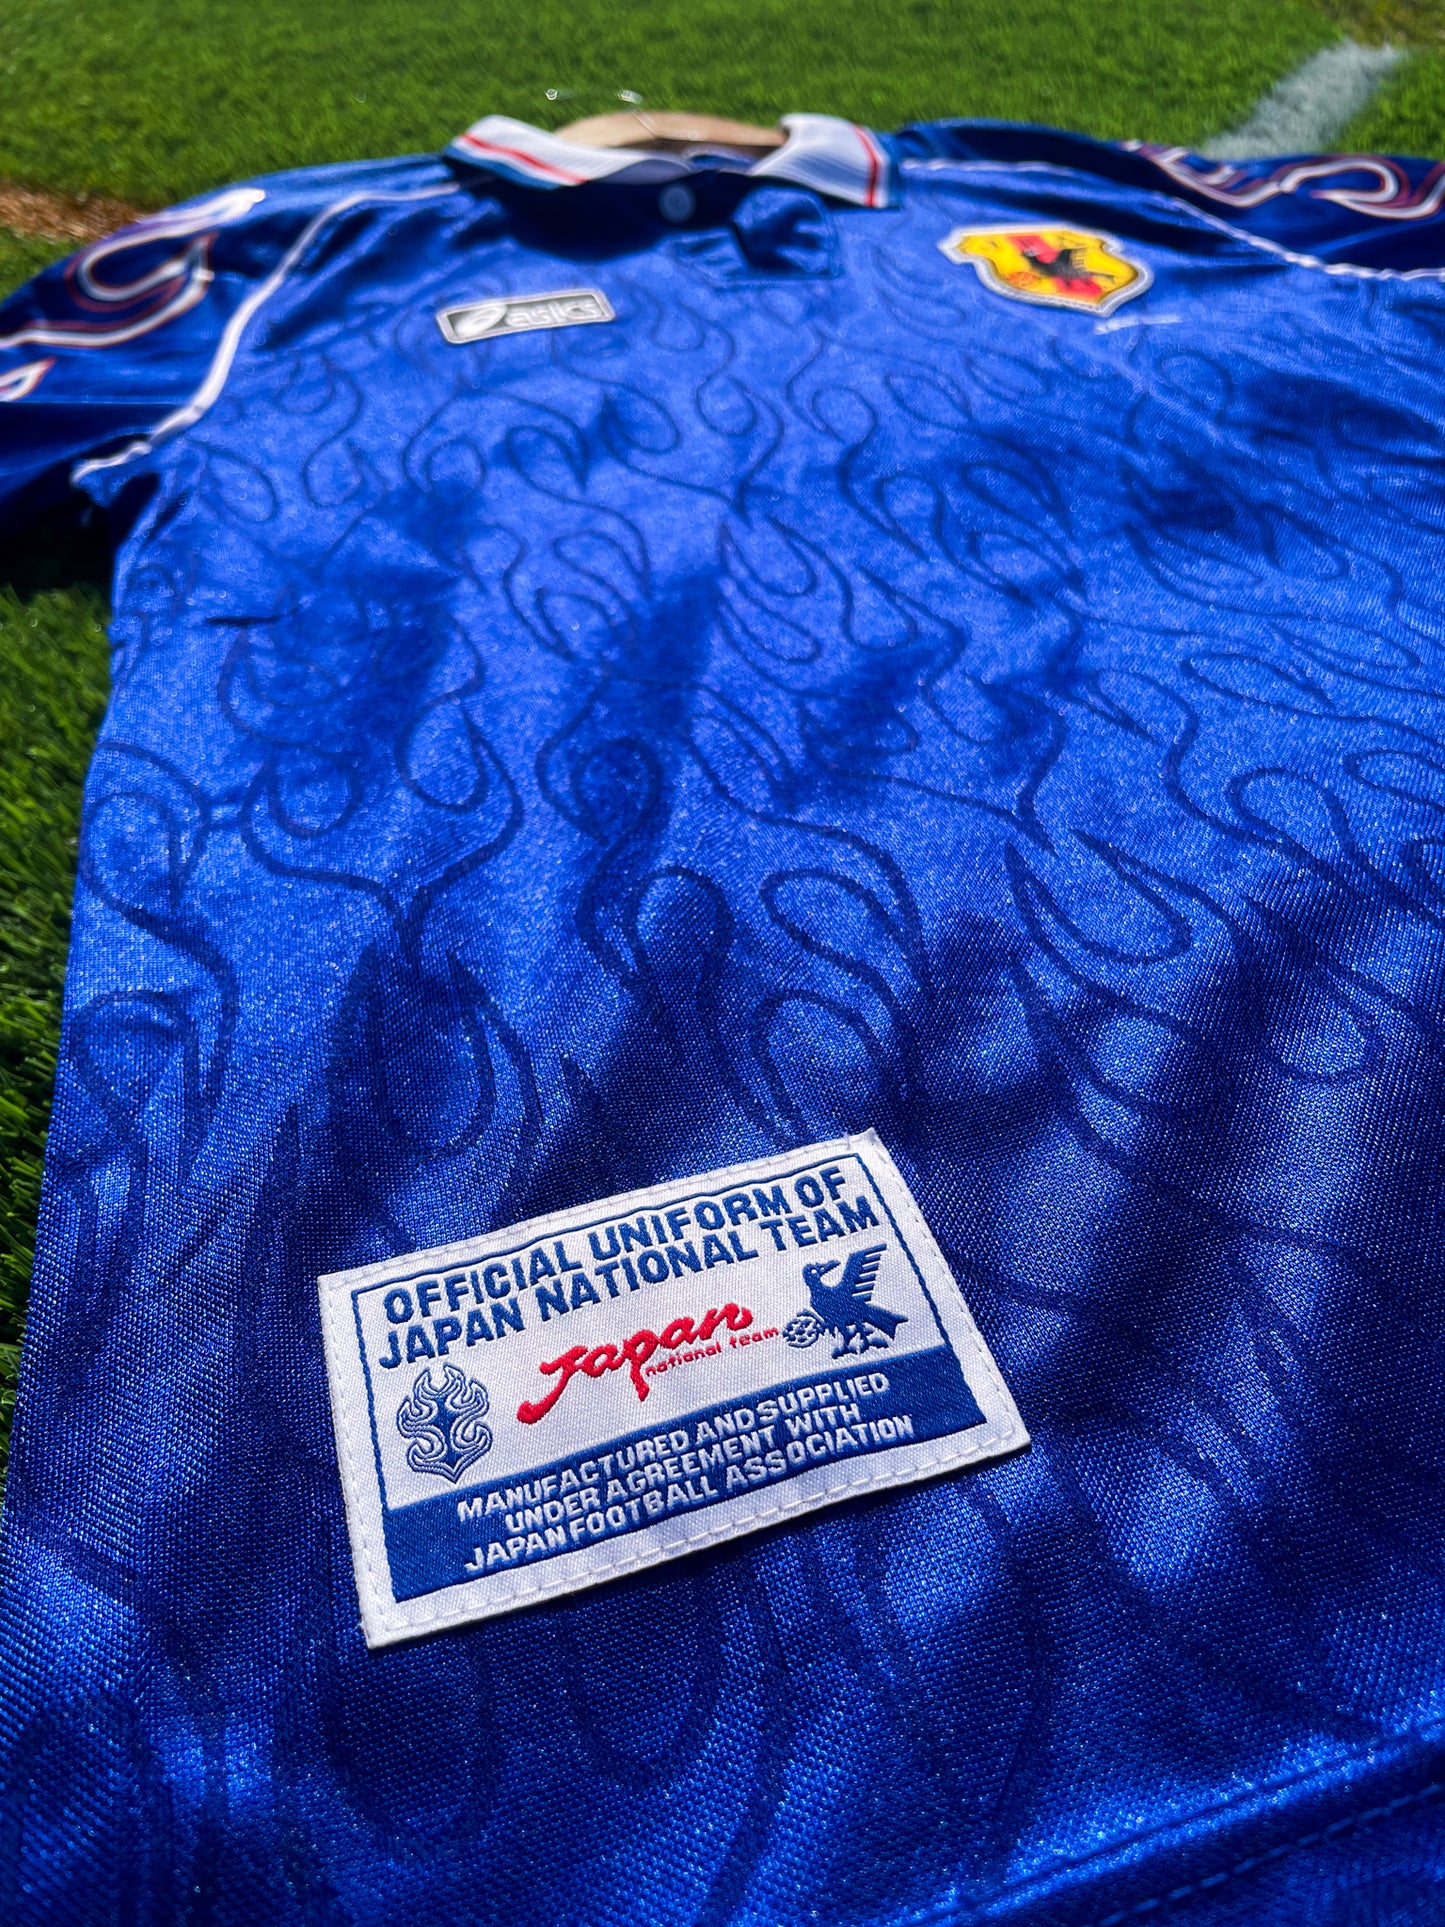 asics
OFFICIAL UNIFORM OF
JAPAN NATIONAL TEAM
Japan
national team
MANUFACTURED AND SUPPLIED
UNDER AGREEMENT WITH
JAPAN FOOTBALL ASSOCIATION